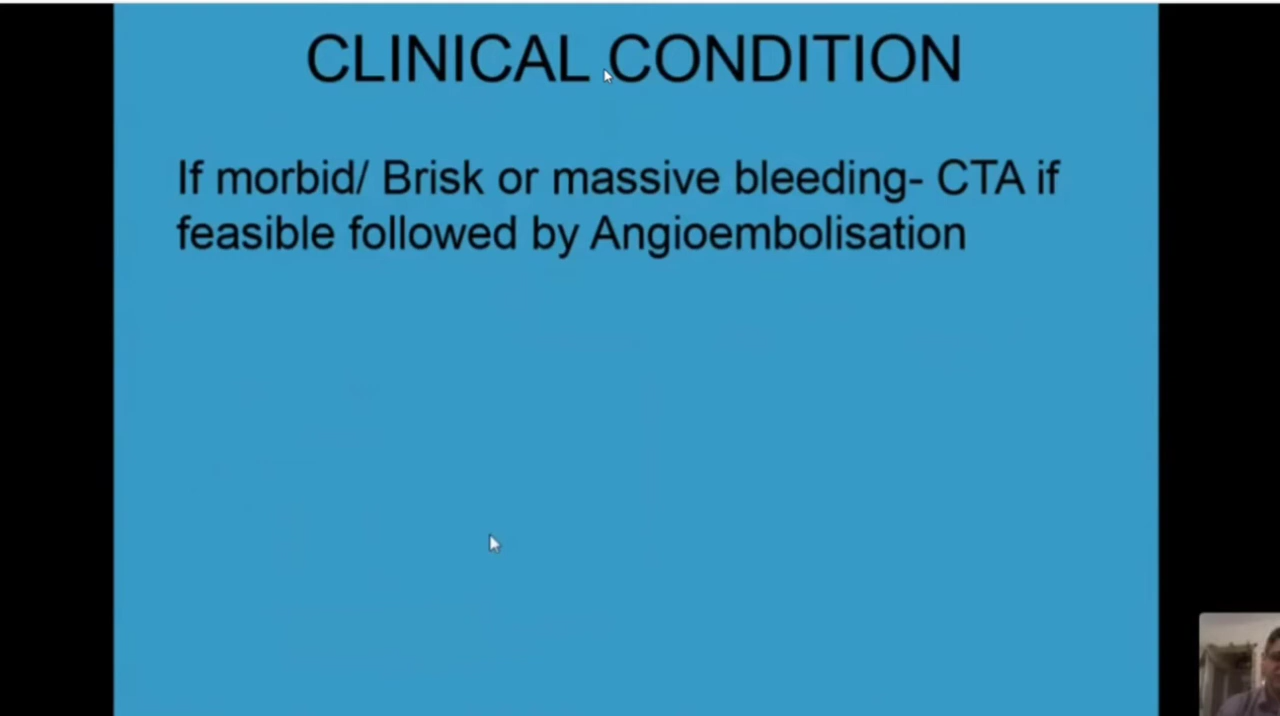 CLINICAL CONDITION
If morbid/ Brisk or massive bleeding- CTA if
feasible followed by Angioembolisation